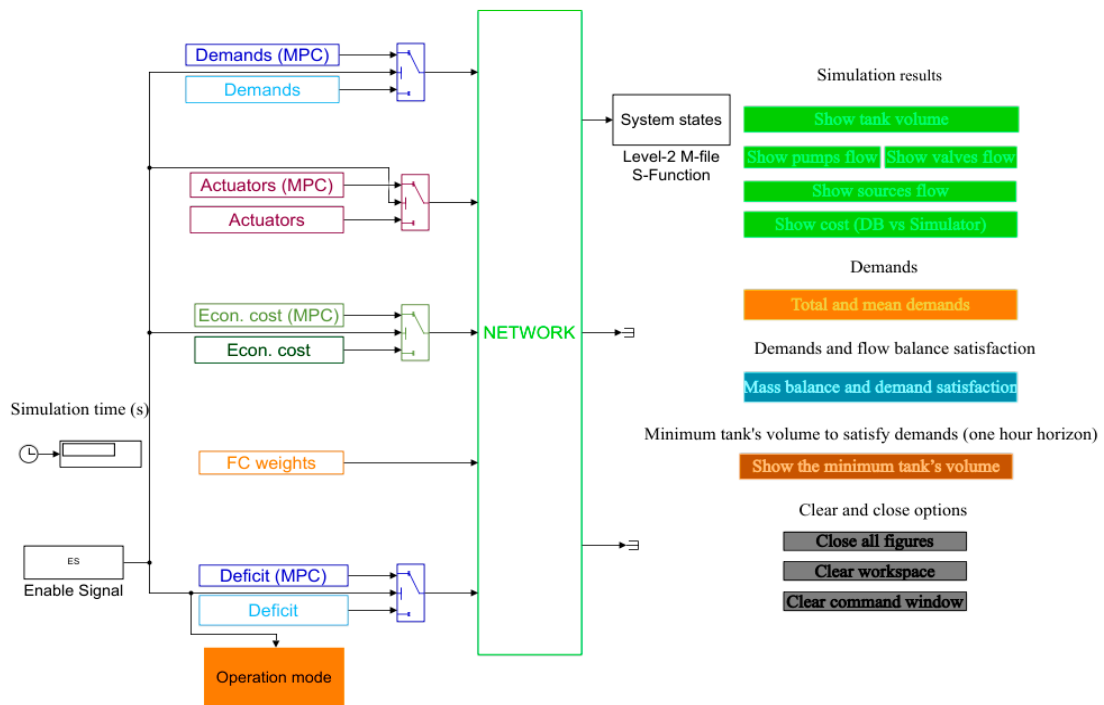 Demands (MPC)
Demands
Actuators (MPC)
Actuators
Econ. cost (MPC)
Econ. cost
Simulation time (s)
FC weights
ES
Enable Signal
Deficit (MPC)
Deficit
Operation mode
NETWORK
System states
Level-2 M-file
S-Function
Simulation results
Show tank volume
Show pumps flow
Show valves flow
Show sources flow
Show cost (DB vs Simulator)
Demands
Total and mean demands
Demands and flow balance satisfaction
Mass balance and demand satisfaction
Minimum tank's volume to satisfy demands (one hour horizon)
Show the minimum tank’s volume
Clear and close options
Close all figures
Clear workspace
Clear command window